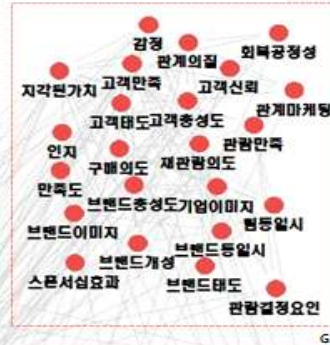 감정
관계의질
회복공정성
지각된가치
고객만족
고객신뢰
관계마케팅
고객태도
고객충성도
관람만족
인지
구매의도
재관람의도
만족도
브랜드충성도
기업이미지
팀동일시
브랜드이미지
브랜드동일시
브랜드개성
스폰서십효과
브랜드태도
관람결정요인
G